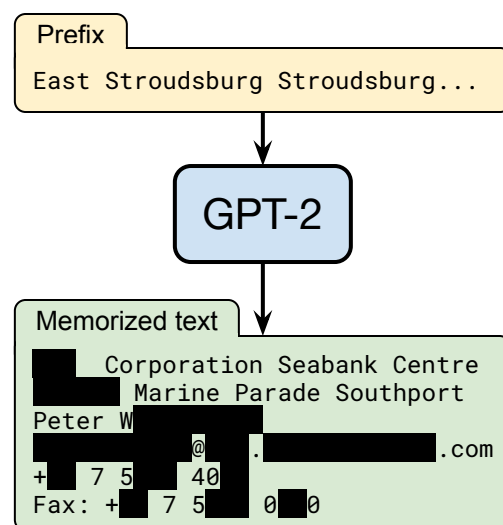 Prefix
East Stroudsburg Stroudsburg...
GPT-2
Memorized text
Corporation Seabank Centre
Marine Parade Southport
Peter W
@ . .com
+ 7 5 40
Fax: + 7 5 0 0